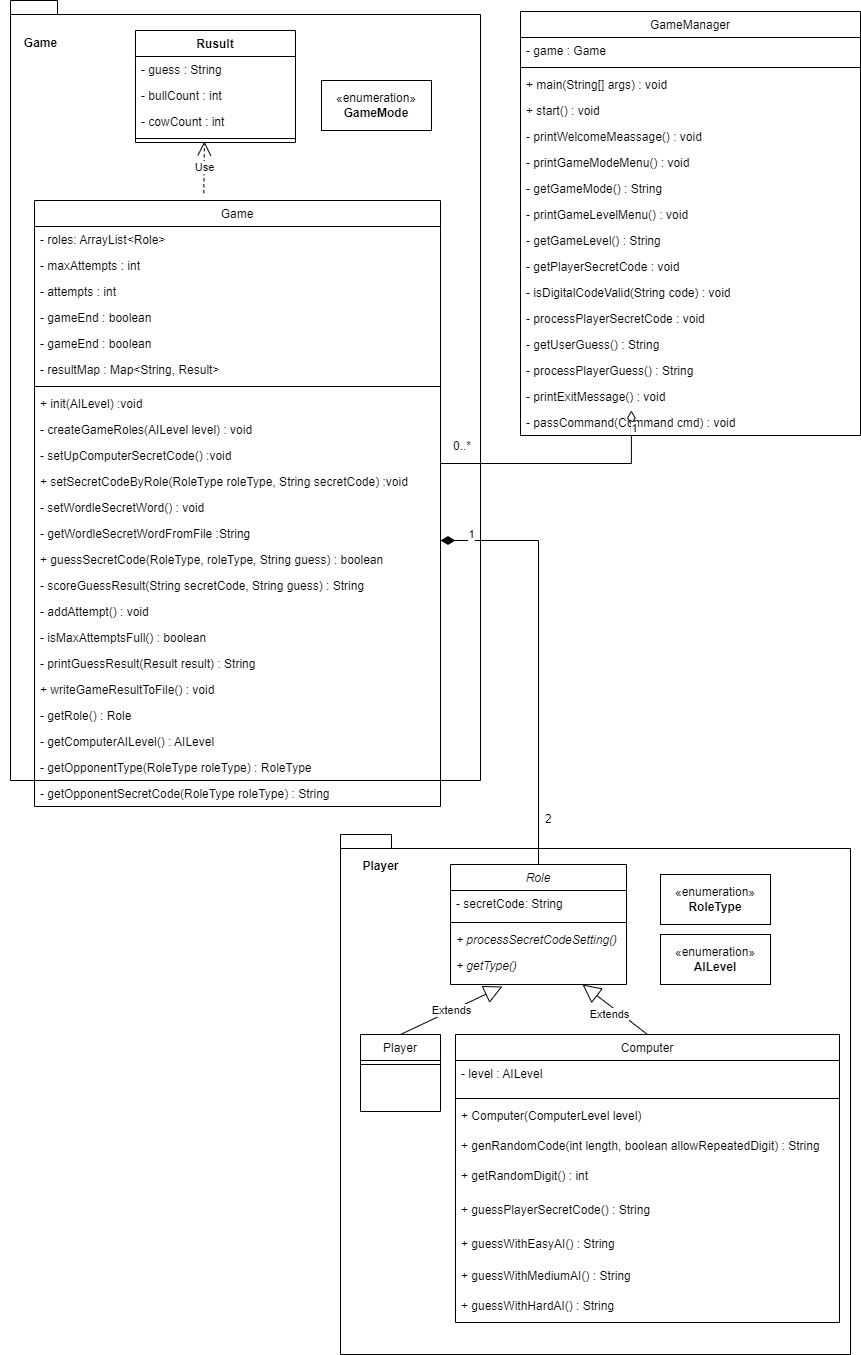 Game
Rusult
- guess : String
- bullCount : int
- cowCount : int
«enumeration»
GameMode
Use
Game
- roles: ArrayList<Role>
- maxAttempts : int
- attempts : int
- gameEnd : boolean
- gameEnd : boolean
- resultMap : Map<String, Result>
+ init(AILevel) :void
- createGameRoles(AILevel level) : void
- setUpComputerSecretCode() :void
+ setSecretCodeByRole(RoleType roleType, String secretCode) :void
- setWordleSecretWord() : void
- getWordleSecretWordFromFile :String
+ guessSecretCode(RoleType, roleType, String guess) : boolean
- scoreGuessResult(String secretCode, String guess) : String
- addAttempt() : void
- isMaxAttemptsFull() : boolean
- printGuessResult(Result result) : String
+ writeGameResultToFile() : void
- getRole() : Role
- getComputerAILevel() : AILevel
- getOpponentType(RoleType roleType) : RoleType
- getOpponentSecretCode(RoleType roleType) : String
GameManager
- game : Game
+ main(String[] args) : void
+ start() : void
- printWelcomeMeassage() : void
- printGameModeMenu() : void
- getGameMode() : String
- printGameLevelMenu() : void
- getGameLevel() : String
- getPlayerSecretCode : void
- isDigitalCodeValid(String code) : void
- processPlayerSecretCode : void
- getUserGuess() : String
- processPlayerGuess() : String
- printExitMessage() : void
- passCommand(Command cmd) : void
1
0..*
1
2
Player
Role
- secretCode: String
+ processSecretCodeSetting()
+ getType()
«enumeration»
RoleType
«enumeration»
AILevel
Extends
Extends
Player
Computer
- level : AILevel
+ Computer(ComputerLevel level)
+ genRandomCode(int length, boolean allowRepeatedDigit) : String
+ getRandomDigit() : int
+ guessPlayerSecretCode() : String
+ guessWithEasyAI() : String
+ guessWithMediumAI() : String
+ guessWithHardAI() : String